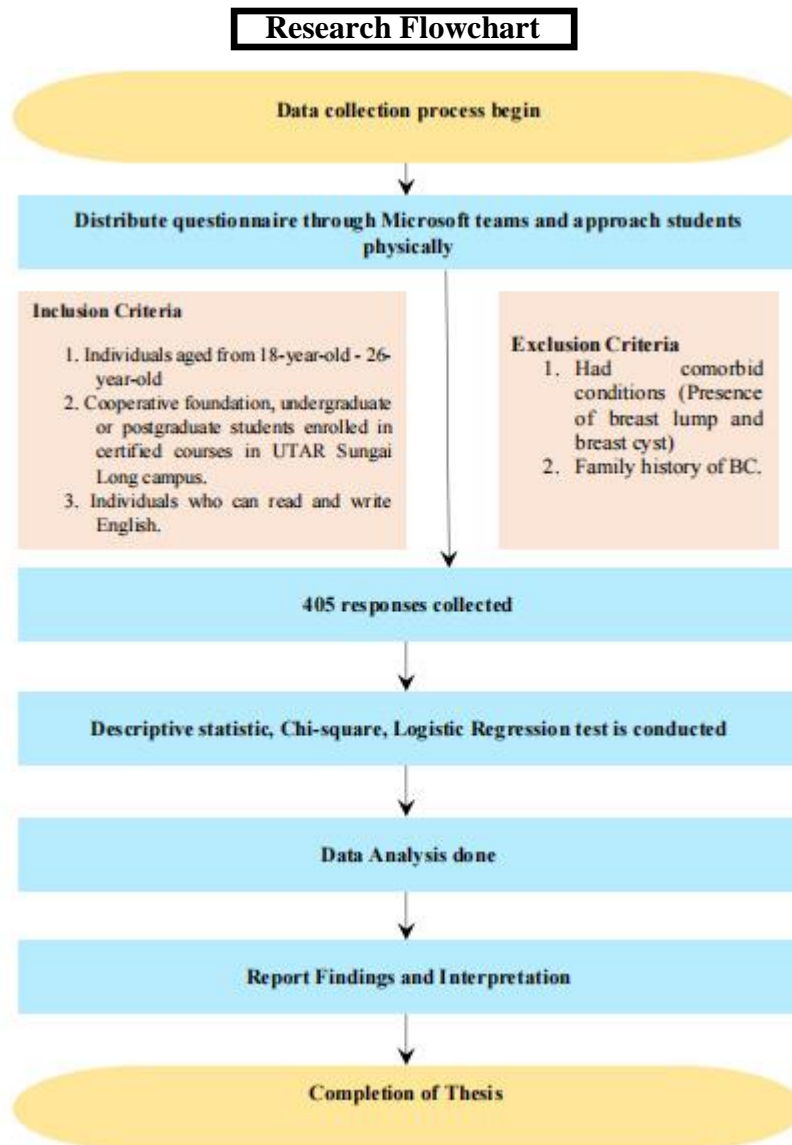 Research Flowchart
Data collection process begin
Distribute questionnaire through Microsoft teams and approach students
physically
Inclusion Criteria
1. Individuals aged from 18-year-old - 26-
year-old
2. Cooperative foundation, undergraduate
or postgraduate students enrolled in
certified courses in UTAR Sungai
Long campus.
3. Individuals who can read and write
English.
Exclusion Criteria
1. Had comorbid
conditions (Presence
of breast lump and
breast cyst)
2. Family history of BC.
405 responses collected
Descriptive statistic, Chi-square, Logistic Regression test is conducted
Data Analysis done
Report Findings and Interpretation
Completion of Thesis